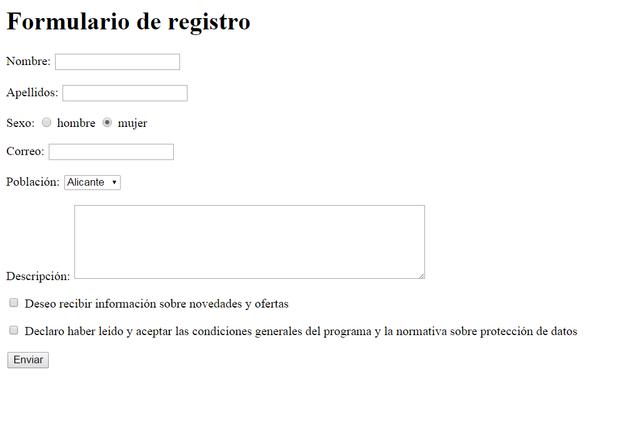 Formulario de registro
Nombre:
Apellidos:
Sexo: hombre mujer
Correo:
Población: Alicante
Descripción:
Deseo recibir información sobre novedades y ofertas
Declaro haber leido y aceptar las condiciones generales del programa y la normativa sobre protección de datos
Enviar